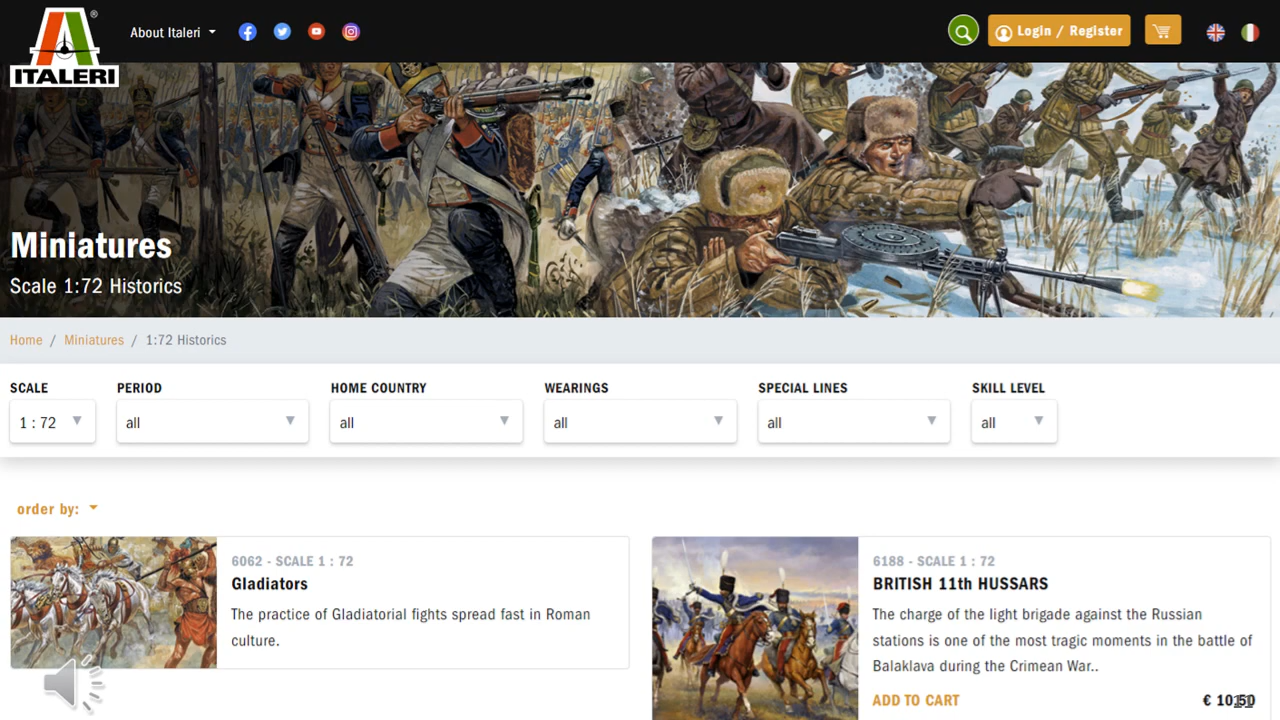 ITALERI
®
About Italeri
Login / Register
Miniatures
Scale 1:72 Historics
Home / Miniatures / 1:72 Historics
SCALE
PERIOD
HOME COUNTRY
WEARINGS
SPECIAL LINES
SKILL LEVEL
1 : 72
all
all
all
all
all
order by:
6062 - SCALE 1 : 72
Gladiators
The practice of Gladiatorial fights spread fast in Roman
culture.
6188 - SCALE 1 : 72
BRITISH 11th HUSSARS
The charge of the light brigade against the Russian
stations is one of the most tragic moments in the battle of
Balaklava during the Crimean War..
ADD TO CART
€ 10,50